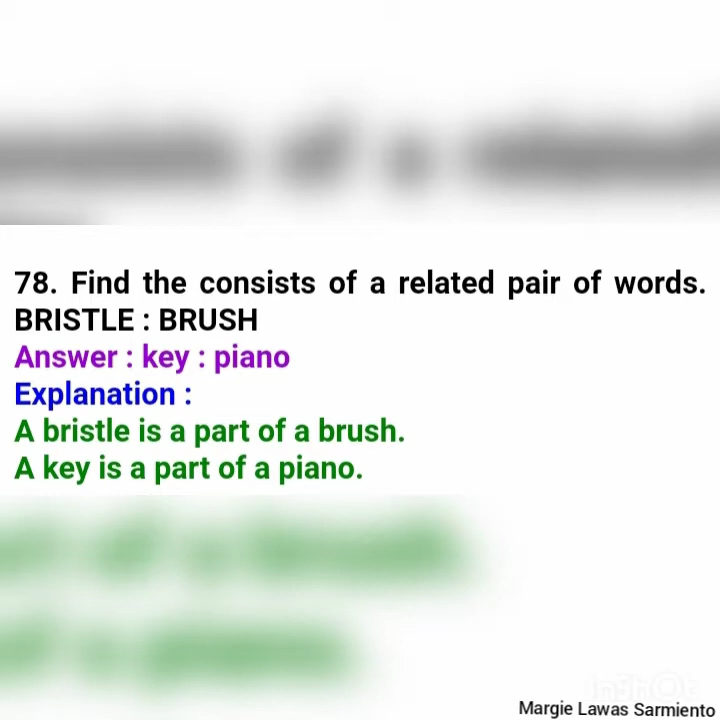 78. Find the consists of a related pair of words.
BRISTLE : BRUSH
Answer : key : piano
Explanation :
A bristle is a part of a brush.
A key is a part of a piano.
Margie Lawas Sarmiento